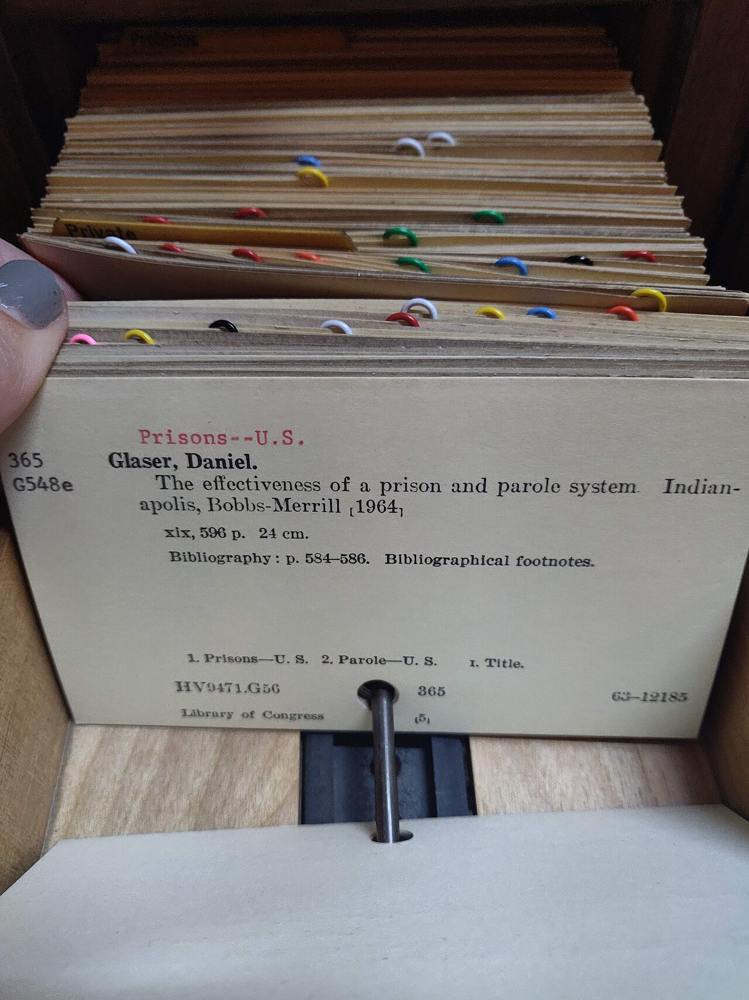 Problems
Private
Prisons--U.S.
365 Glaser, Daniel.
G548e The effectiveness of a prison and parole system. Indian-
apolis, Bobbs-Merrill [1964]
xix, 596 p. 24 cm.
Bibliography: p. 584–586. Bibliographical footnotes.
1. Prisons—U. S. 2. Parole—U. S. I. Title.
HV9471.G56 365 63–12185
Library of Congress [5]